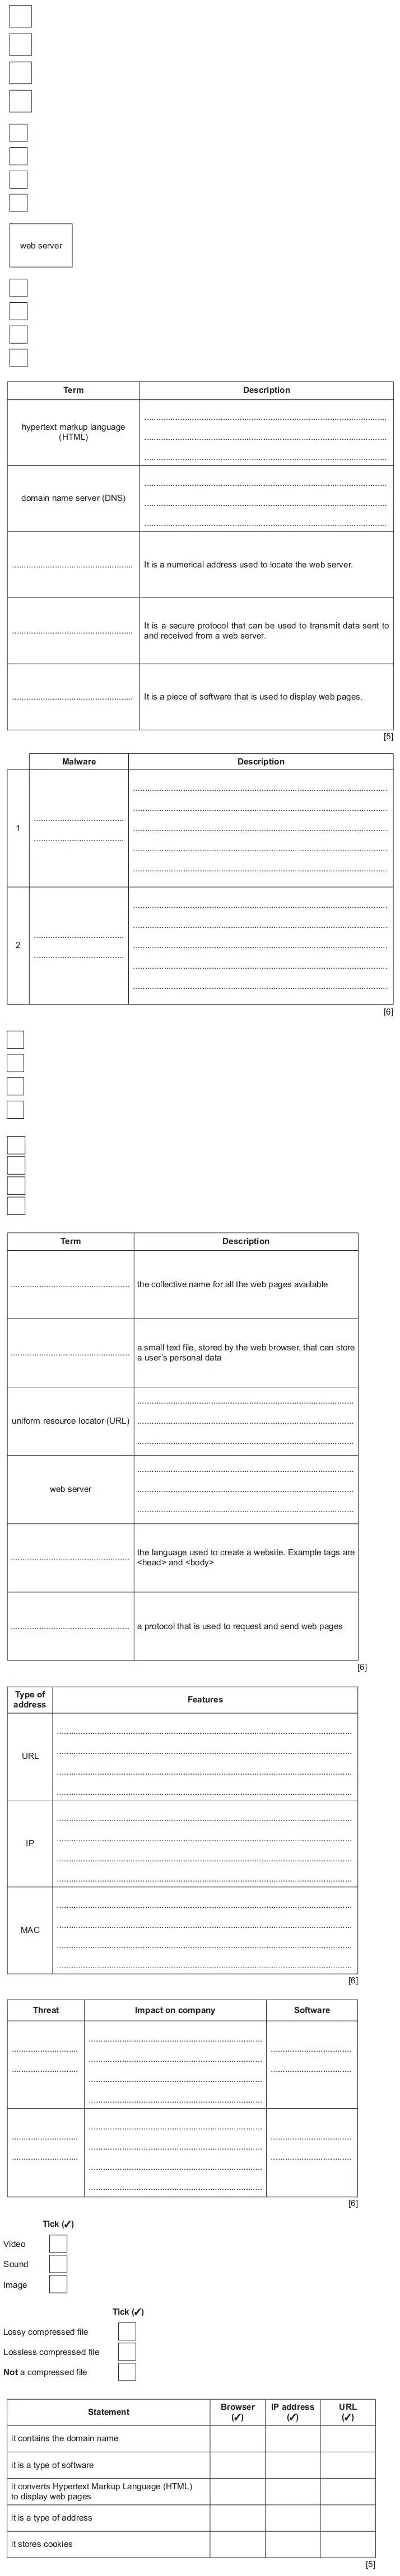 web server
Term Description
hypertext markup language
(HTML)
................................................................................................
................................................................................................
................................................................................................
domain name server (DNS)
................................................................................................
................................................................................................
................................................................................................
.................................................... It is a numerical address used to locate the web server.
.................................................... It is a secure protocol that can be used to transmit data sent to
and received from a web server.
.................................................... It is a piece of software that is used to display web pages.
[5]
Malware Description
1
......................................
......................................
................................................................................................
................................................................................................
................................................................................................
................................................................................................
................................................................................................
2
......................................
......................................
................................................................................................
................................................................................................
................................................................................................
................................................................................................
................................................................................................
[6]
Term Description
.................................................... the collective name for all the web pages available
.................................................... a small text file, stored by the web browser, that can store
a user's personal data
uniform resource locator (URL)
................................................................................................
................................................................................................
................................................................................................
web server
................................................................................................
................................................................................................
................................................................................................
.................................................... the language used to create a website. Example tags are
<head> and <body>
.................................................... a protocol that is used to request and send web pages
[6]
Type of
address
Features
URL
................................................................................................
................................................................................................
................................................................................................
................................................................................................
IP
................................................................................................
................................................................................................
................................................................................................
................................................................................................
MAC
................................................................................................
................................................................................................
................................................................................................
................................................................................................
[6]
Threat Impact on company Software
............................
............................
........................................................................
........................................................................
........................................................................
........................................................................
..................................
..................................
............................
............................
........................................................................
........................................................................
........................................................................
........................................................................
..................................
..................................
[6]
Tick (✓)
Video
Sound
Image
Tick (✓)
Lossy compressed file
Lossless compressed file
Not a compressed file
Statement Browser (✓) IP address (✓) URL (✓)
it contains the domain name
it is a type of software
it converts Hypertext Markup Language (HTML)
to display web pages
it is a type of address
it stores cookies
[5]